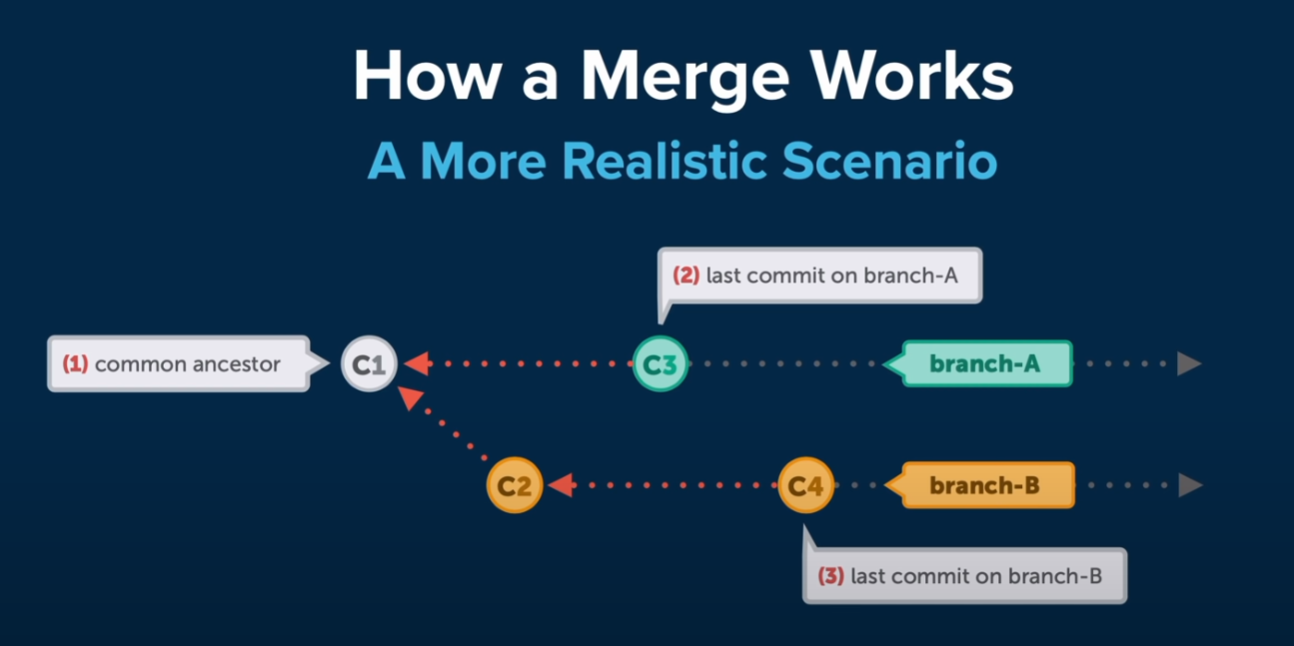 How a Merge Works
A More Realistic Scenario
(2) last commit on branch-A
(1) common ancestor
C1
C3
branch-A
C2
C4
branch-B
(3) last commit on branch-B